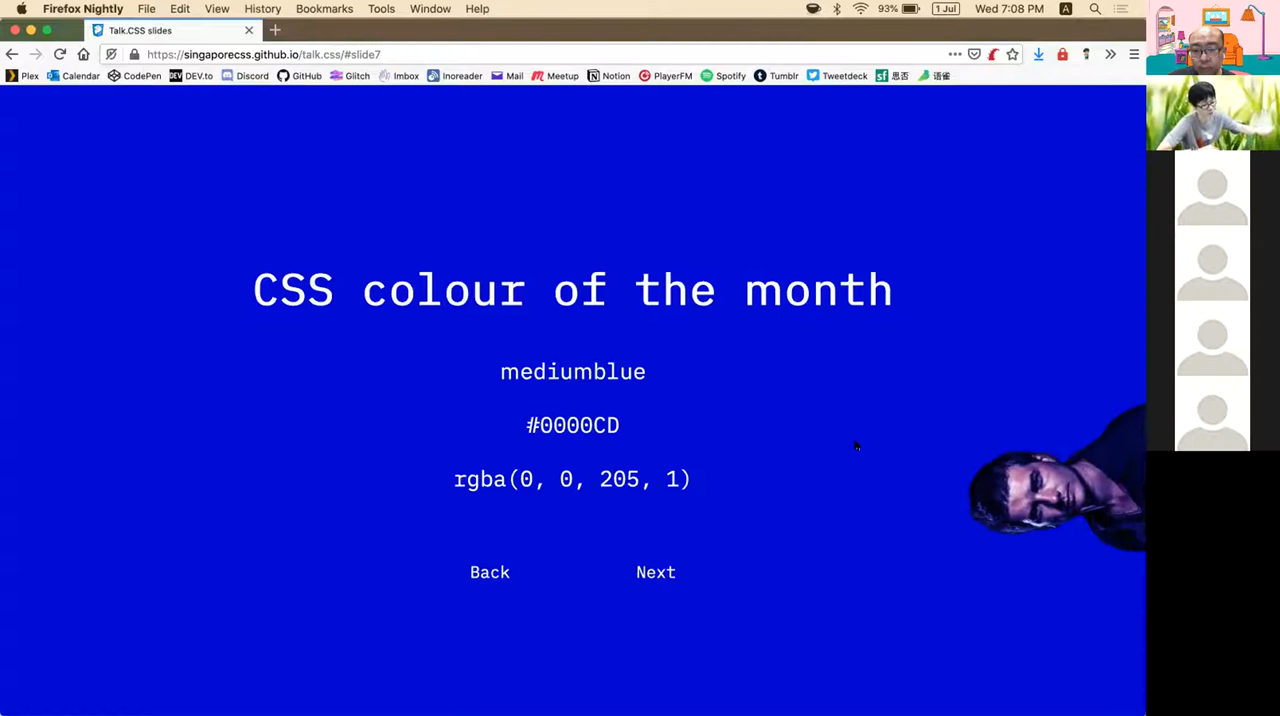 Firefox Nightly File Edit View History Bookmarks Tools Window Help 93% 1 Jul Wed 7:08 PM A
Talk.CSS slides
https://singaporecss.github.io/talk.css/#slide7
Plex Calendar CodePen DEV.to Discord GitHub Glitch Imbox Inoreader Mail Meetup Notion PlayerFM Spotify Tumblr Tweetdeck 思否 语雀
CSS colour of the month
mediumblue
#0000CD
rgba(0, 0, 205, 1)
Back Next